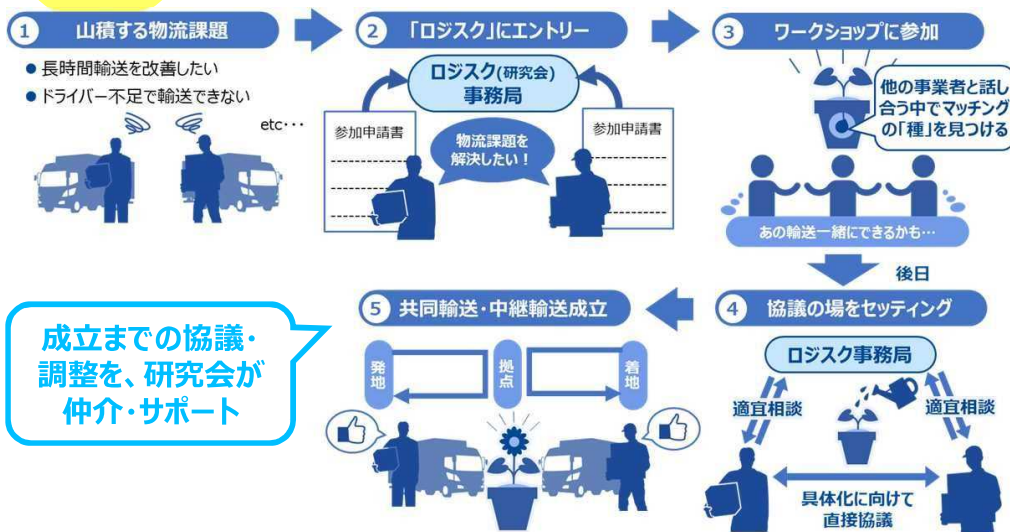 1 山積する物流課題
● 長時間輸送を改善したい
● ドライバー不足で輸送できない
etc･･･
2 「ロジスク」にエントリー
ロジスク(研究会)
事務局
参加申請書
物流課題を
解決したい！
参加申請書
3 ワークショップに参加
他の事業者と話し
合う中でマッチング
の「種」を見つける
あの輸送一緒にできるかも…
後日
4 協議の場をセッティング
ロジスク事務局
適宜相談
適宜相談
具体化に向けて
直接協議
5 共同輸送・中継輸送成立
発地
拠点
着地
成立までの協議・
調整を、研究会が
仲介・サポート